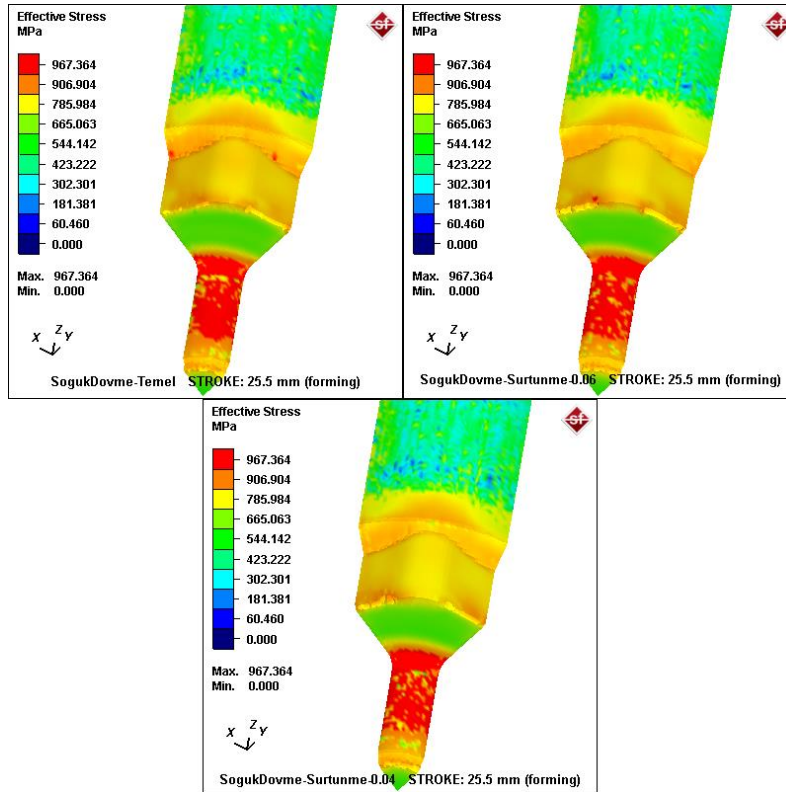 Effective Stress
MPa
967.364
906.904
785.984
665.063
544.142
423.222
302.301
181.381
60.460
0.000
Max. 967.364
Min. 0.000
X Z Y
SogukDovme-Temel STROKE: 25.5 mm (forming)
sf
Effective Stress
MPa
967.364
906.904
785.984
665.063
544.142
423.222
302.301
181.381
60.460
0.000
Max. 967.364
Min. 0.000
X Z Y
SogukDovme-Surtunme-0.06 STROKE: 25.5 mm (forming)
sf
Effective Stress
MPa
967.364
906.904
785.984
665.063
544.142
423.222
302.301
181.381
60.460
0.000
Max. 967.364
Min. 0.000
X Z Y
SogukDovme-Surtunme-0.04 STROKE: 25.5 mm (forming)
sf